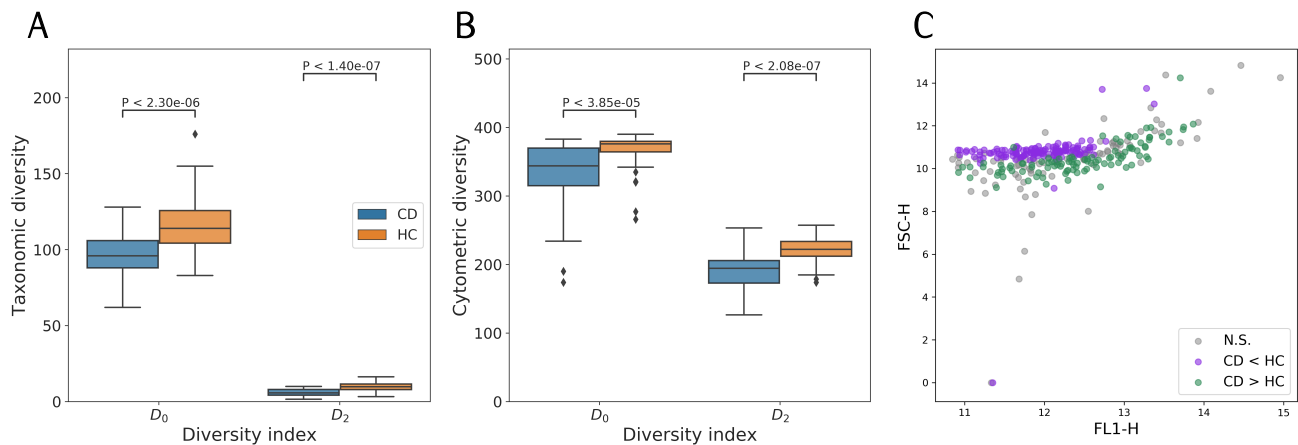 A
Taxonomic diversity
200
150
100
50
0
P < 2.30e-06
P < 1.40e-07
CD
HC
D0
D2
Diversity index
B
Cytometric diversity
500
400
300
200
100
0
P < 3.85e-05
P < 2.08e-07
D0
D2
Diversity index
C
FSC-H
14
12
10
8
6
4
2
0
N.S.
CD < HC
CD > HC
11
12
13
14
15
FL1-H